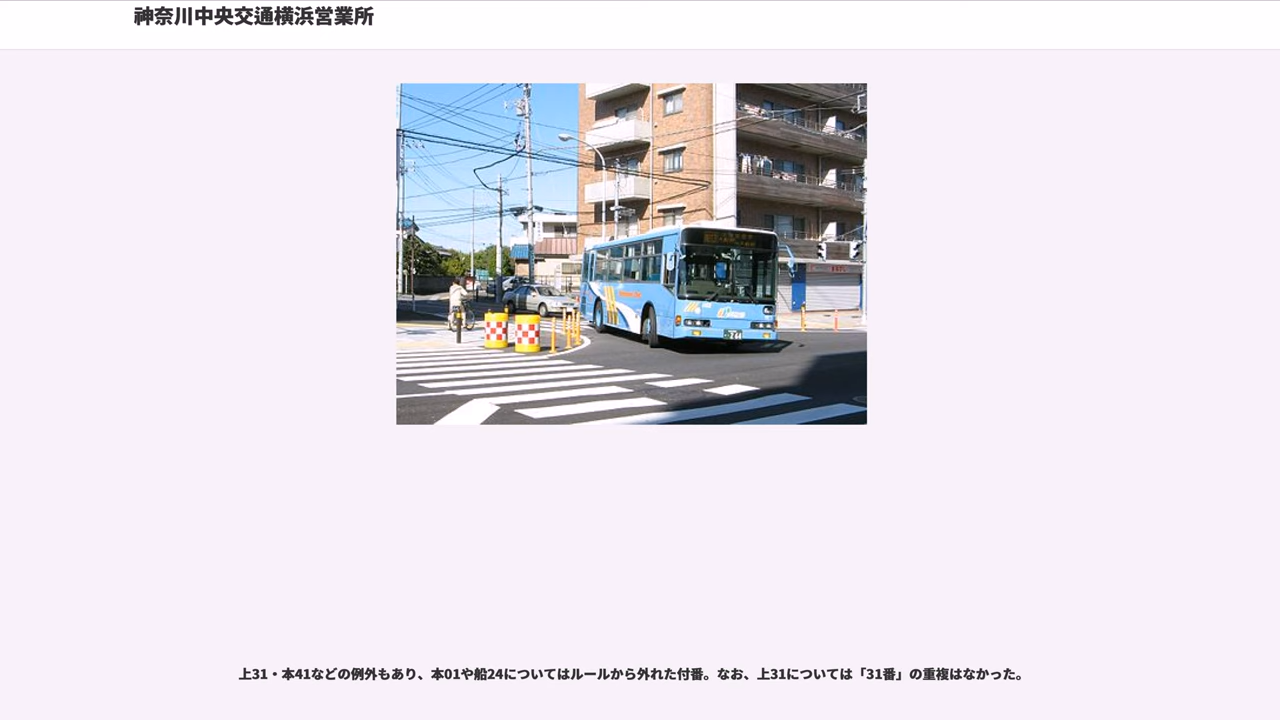 神奈川中央交通横浜営業所
上31・本41などの例外もあり、本01や船24についてはルールから外れた付番。なお、上31については「31番」の重複はなかった。